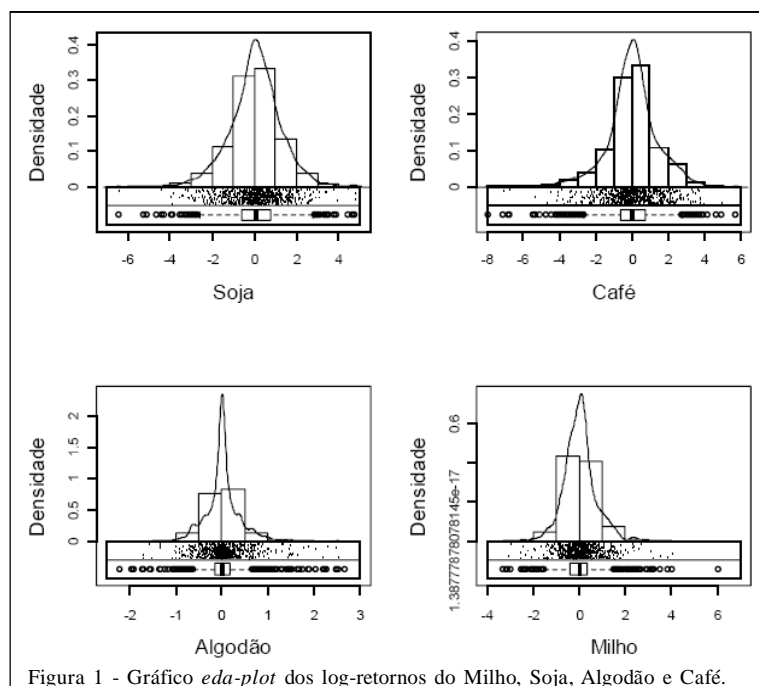 Densidade
0 0.1 0.2 0.3 0.4
-6 -4 -2 0 2 4
Soja
Densidade
0 0.1 0.2 0.3 0.4
-8 -6 -4 -2 0 2 4 6
Café
Densidade
0 0.5 1 1.5 2
-2 -1 0 1 2 3
Algodão
Densidade
1.38777878078145e-17 0.6
-4 -2 0 2 4 6
Milho
Figura 1 - Gráfico eda-plot dos log-retornos do Milho, Soja, Algodão e Café.